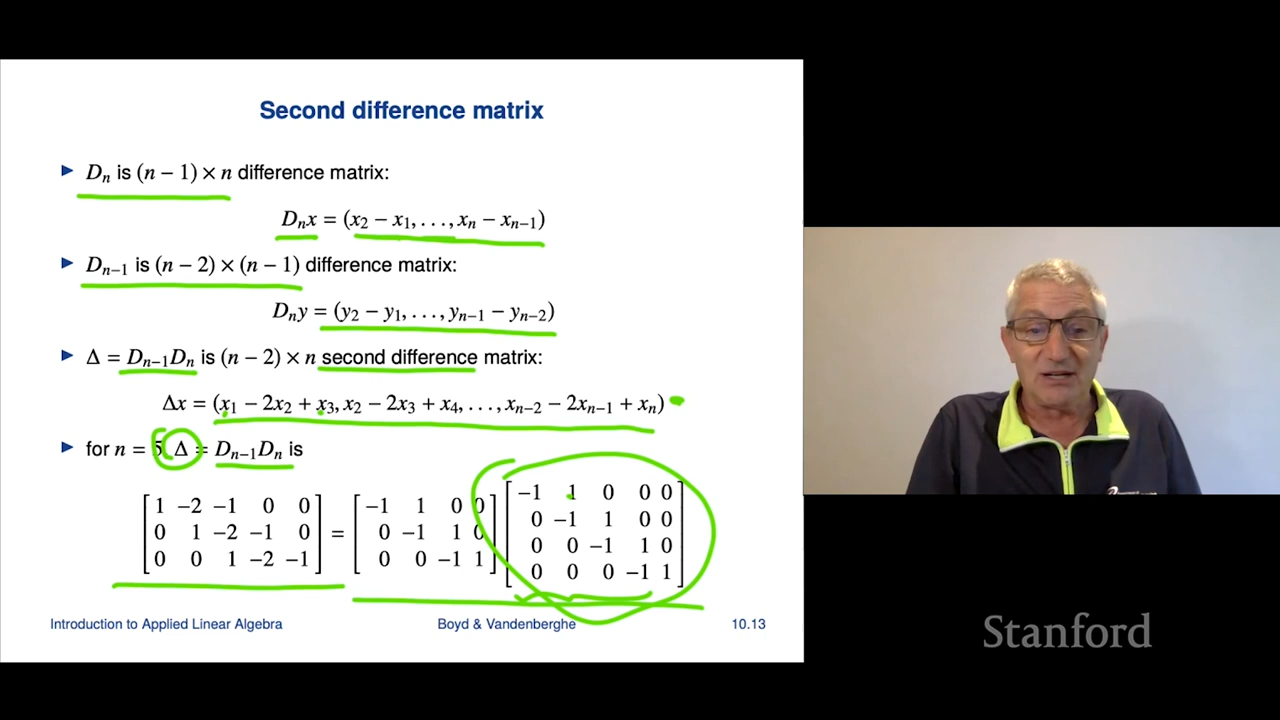 Second difference matrix
▶ Dₙ is (n − 1) × n difference matrix:
Dₙx = (x₂ − x₁, . . . , xₙ − xₙ₋₁)
▶ Dₙ₋₁ is (n − 2) × (n − 1) difference matrix:
Dₙy = (y₂ − y₁, . . . , yₙ₋₁ − yₙ₋₂)
▶ Δ = Dₙ₋₁Dₙ is (n − 2) × n second difference matrix:
Δx = (x₁ − 2x₂ + x₃, x₂ − 2x₃ + x₄, . . . , xₙ₋₂ − 2xₙ₋₁ + xₙ)
▶ for n = 5 Δ = Dₙ₋₁Dₙ is
[1 −2 −1 0 0; 0 1 −2 −1 0; 0 0 1 −2 −1] = [−1 1 0 0; 0 −1 1 0; 0 0 −1 1] [−1 1 0 0 0; 0 −1 1 0 0; 0 0 −1 1 0; 0 0 0 −1 1]
Introduction to Applied Linear Algebra Boyd & Vandenberghe 10.13
Stanford